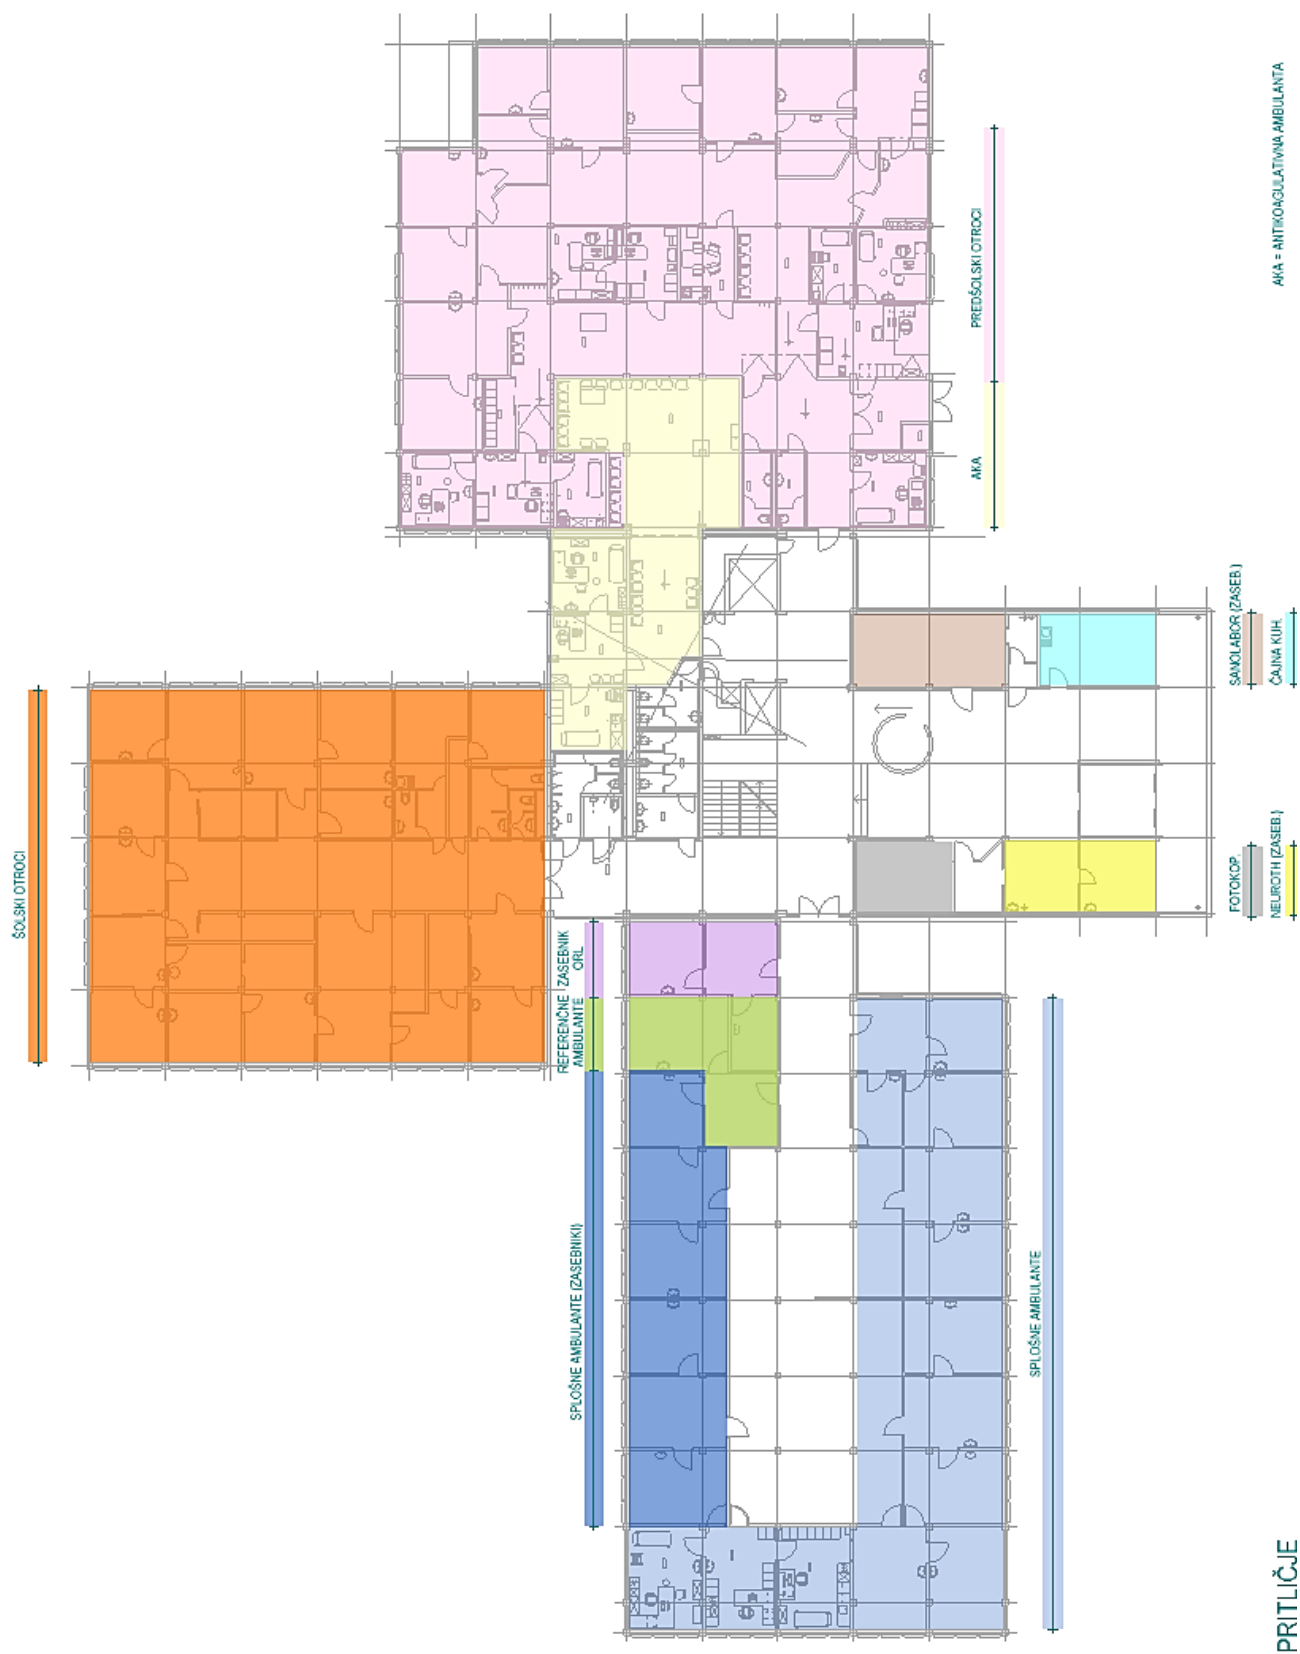 ŠOLSKI OTROCI
REFERENČNE ZASEBNIK
AMBULANTE ORL
SPLOŠNE AMBULANTE (ZASEBNIKI)
PREDŠOLSKI OTROCI
AKA
SPLOŠNE AMBULANTE
SANOLABOR (ZASEB.)
ČAJNA KUH.
FOTOKOP.
NEUROTH (ZASEB.)
AKA = ANTIKOAGULATIVNA AMBULANTA
PRITLIČJE